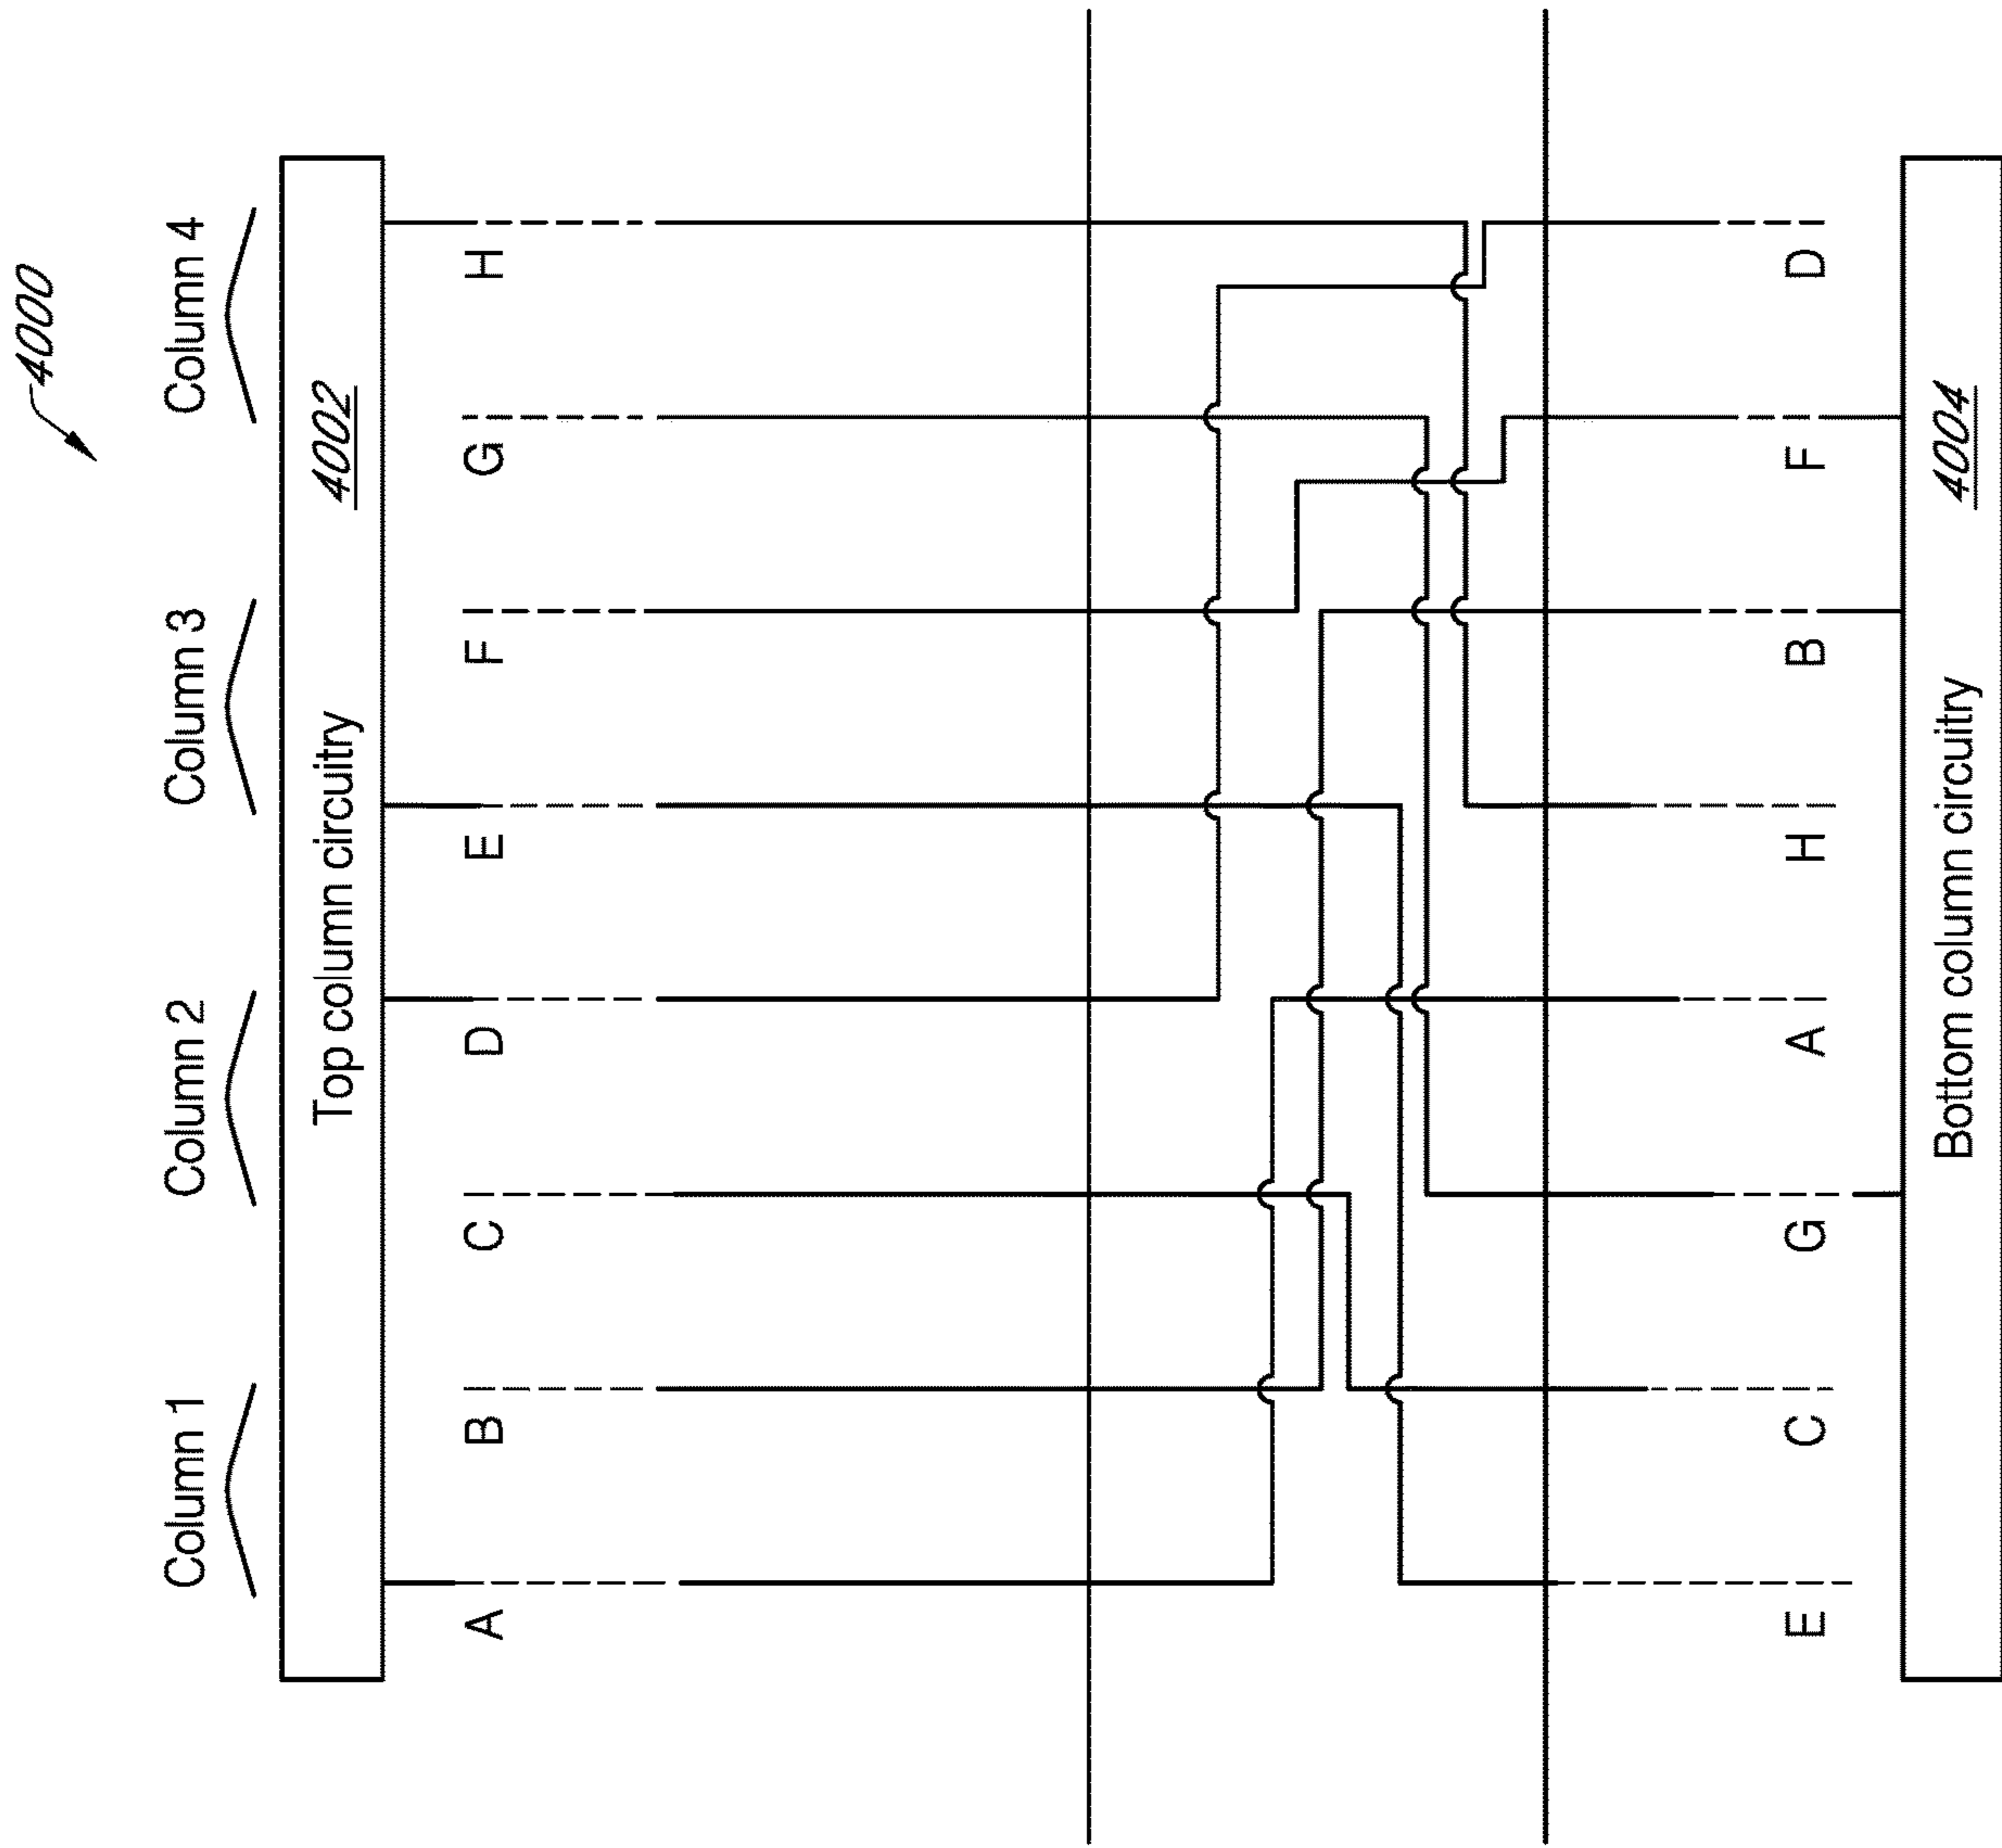 4000
Column 1 Column 2 Column 3 Column 4
Top column circuitry 4002
A B C D E F G H
E C G A H B F D
Bottom column circuitry 4004